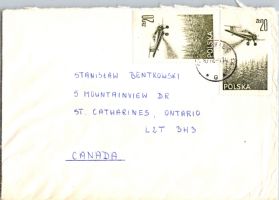 20 zł
20 zł
POLSKA
POLSKA
STANISŁAW BENTKOWSKI
5 MOUNTAINVIEW DR
ST. CATHARINES, ONTARIO
L2T 3H3
CANADA